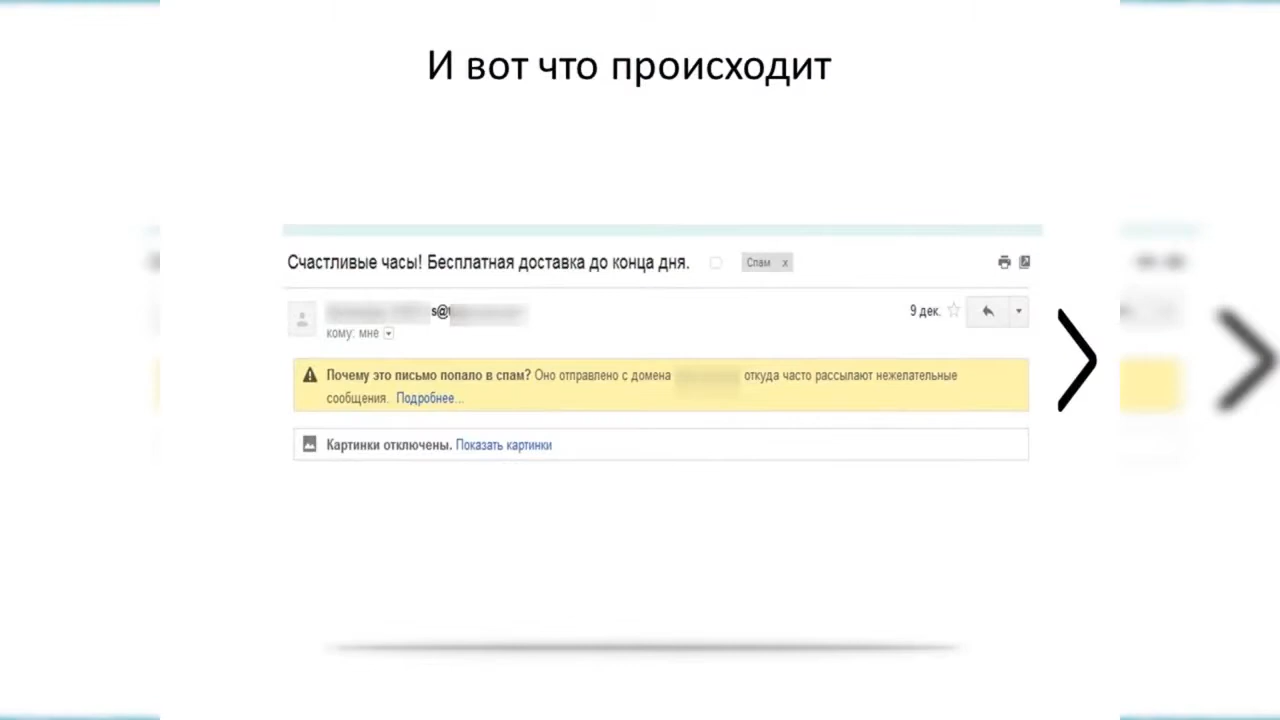 И вот что происходит
Счастливые часы! Бесплатная доставка до конца дня. Спам x
s@
9 дек.
кому: мне
Почему это письмо попало в спам? Оно отправлено с домена откуда часто рассылают нежелательные
сообщения. Подробнее...
Картинки отключены. Показать картинки